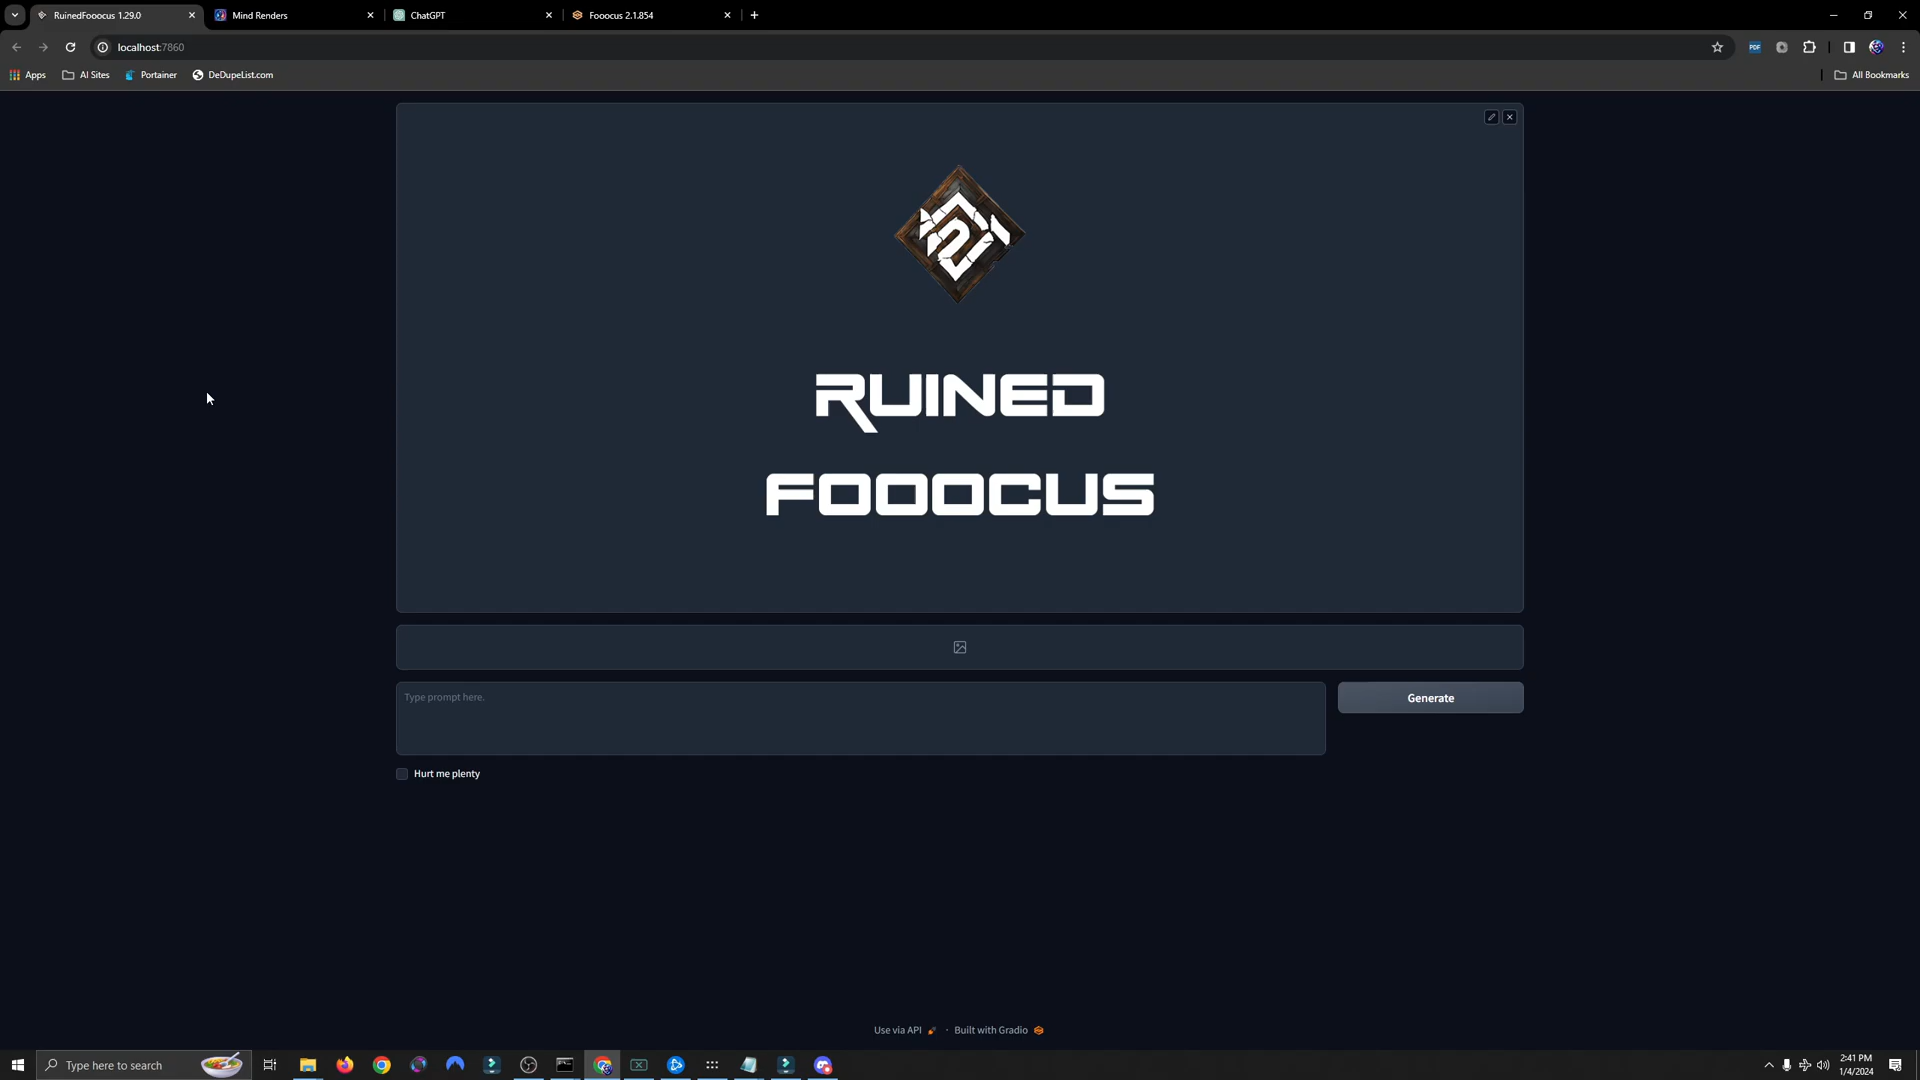 RuinedFooocus 1.29.0
Mind Renders
ChatGPT
Fooocus 2.1.854
localhost:7860
PDF
Apps
AI Sites
Portainer
DeDupeList.com
All Bookmarks
RUINED
FOOOCUS
Type prompt here.
Generate
Hurt me plenty
Use via API · Built with Gradio
Type here to search
2:41 PM
1/4/2024